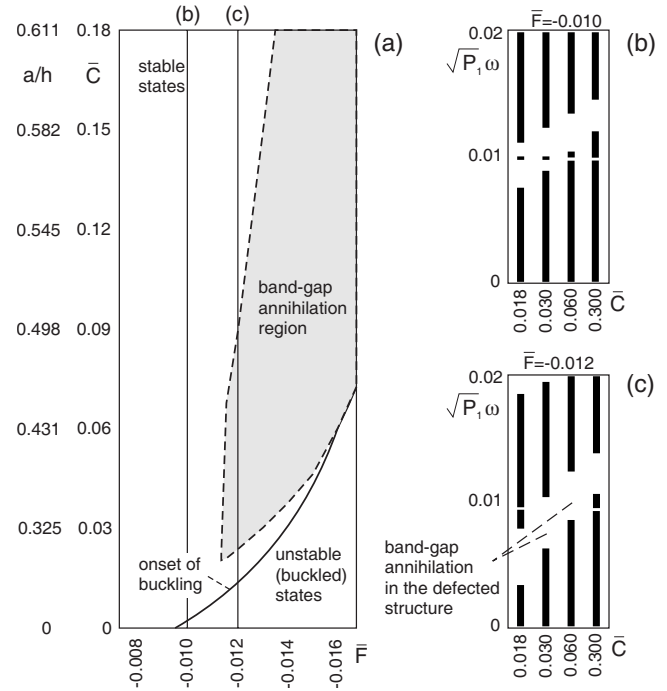 (b) (c)
0.611 0.18
a/h C̄
0.582 0.15
0.545 0.12
0.498 0.09
0.431 0.06
0.325 0.03
0 0
(a)
stable
states
band-gap
annihilation
region
onset of
buckling
unstable
(buckled)
states
-0.008 -0.010 -0.012 -0.014 -0.016 F̄
F̄=-0.010
(b)
0.02
√P₁ω
0.01
0
0.018 0.030 0.060 0.300 C̄
F̄=-0.012
(c)
0.02
√P₁ω
0.01
band-gap
annihilation
in the defected
structure
0
0.018 0.030 0.060 0.300 C̄